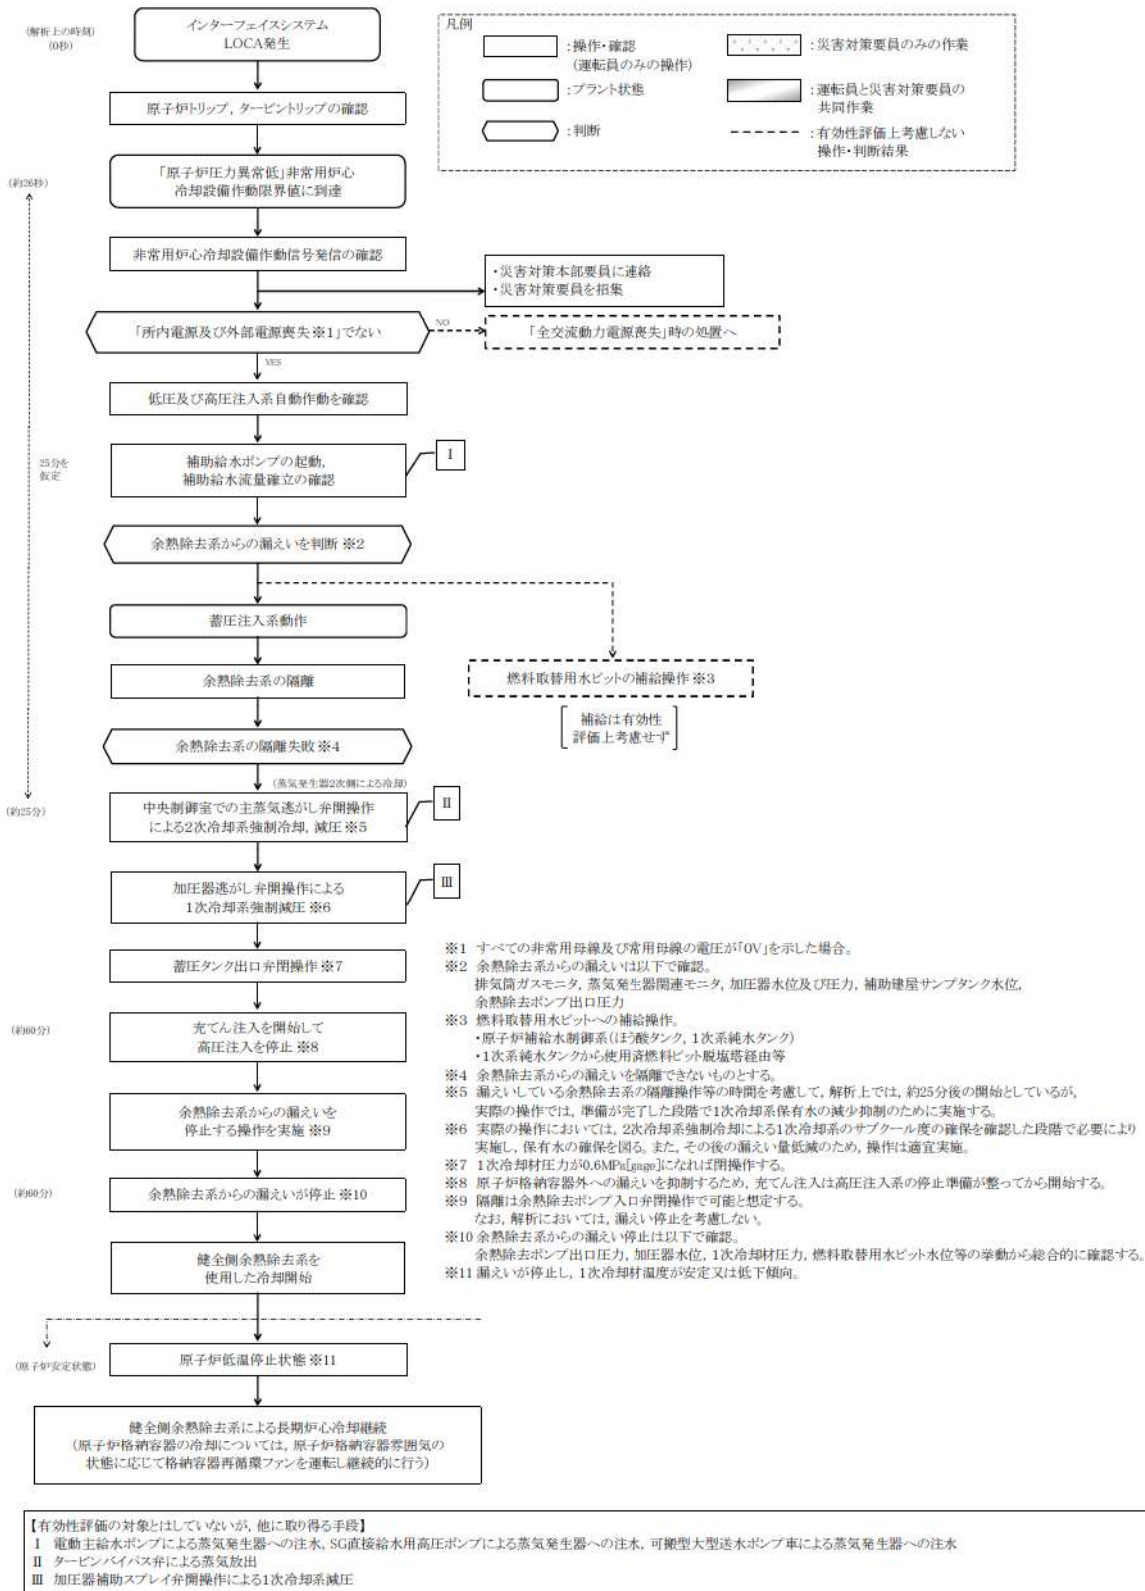 (解析上の時刻)
(0秒)
インターフェイスシステム
LOCA発生
凡例
:操作・確認
(運転員のみの操作)
:プラント状態
:判断
:災害対策要員のみの作業
:運転員と災害対策要員の
共同作業
:有効性評価上考慮しない
操作・判断結果
原子炉トリップ, タービントリップの確認
(約26秒)
「原子炉圧力異常低」非常用炉心
冷却設備作動限界値に到達
非常用炉心冷却設備作動信号発信の確認
・災害対策本部要員に連絡
・災害対策要員を招集
「所内電源及び外部電源喪失※1」でない
NO
「全交流動力電源喪失」時の処置へ
YES
低圧及び高圧注入系自動作動を確認
25分を
仮定
補助給水ポンプの起動,
補助給水流量確立の確認
Ⅰ
余熱除去系からの漏えいを判断 ※2
蓄圧注入系動作
余熱除去系の隔離
燃料取替用水ピットの補給操作 ※3
補給は有効性
評価上考慮せず
余熱除去系の隔離失敗 ※4
(蒸気発生器2次側による冷却)
(約25分)
中央制御室での主蒸気逃がし弁開操作
による2次冷却系強制冷却, 減圧 ※5
Ⅱ
加圧器逃がし弁開操作による
1次冷却系強制減圧 ※6
Ⅲ
蓄圧タンク出口弁閉操作 ※7
(約60分)
充てん注入を開始して
高圧注入を停止 ※8
余熱除去系からの漏えいを
停止する操作を実施 ※9
(約60分)
余熱除去系からの漏えいが停止 ※10
健全側余熱除去系を
使用した冷却開始
(原子炉安定状態)
原子炉低温停止状態 ※11
健全側余熱除去系による長期炉心冷却継続
(原子炉格納容器の冷却については, 原子炉格納容器雰囲気の
状態に応じて格納容器再循環ファンを運転し継続的に行う)
※1 すべての非常用母線及び常用母線の電圧が「0V」を示した場合。
※2 余熱除去系からの漏えいは以下で確認。
排気筒ガスモニタ, 蒸気発生器関連モニタ, 加圧器水位及び圧力, 補助建屋サンプタンク水位,
余熱除去ポンプ出口圧力
※3 燃料取替用水ピットへの補給操作。
・原子炉補給水制御系(ほう酸タンク, 1次系純水タンク)
・1次系純水タンクから使用済燃料ピット脱塩塔経由等
※4 余熱除去系からの漏えいを隔離できないものとする。
※5 漏えいしている余熱除去系の隔離操作等の時間を考慮して, 解析上では, 約25分後の開始としているが,
実際の操作では, 準備が完了した段階で1次冷却系保有水の減少抑制のために実施する。
※6 実際の操作においては, 2次冷却系強制冷却による1次冷却系のサブクール度の確保を確認した段階で必要により
実施し, 保有水の確保を図る。また, その後の漏えい量低減のため, 操作は適宜実施。
※7 1次冷却材圧力が0.6MPa[gage]になれば閉操作する。
※8 原子炉格納容器外への漏えいを抑制するため, 充てん注入は高圧注入系の停止準備が整ってから開始する。
※9 隔離は余熱除去ポンプ入口弁閉操作で可能と想定する。
なお, 解析においては, 漏えい停止を考慮しない。
※10 余熱除去系からの漏えい停止は以下で確認。
余熱除去ポンプ出口圧力, 加圧器水位, 1次冷却材圧力, 燃料取替用水ピット水位等の挙動から総合的に確認する。
※11 漏えいが停止し, 1次冷却材温度が安定又は低下傾向。
【有効性評価の対象とはしていないが, 他に取り得る手段】
Ⅰ 電動主給水ポンプによる蒸気発生器への注水, SG直接給水用高圧ポンプによる蒸気発生器への注水, 可搬型大型送水ポンプ車による蒸気発生器への注水
Ⅱ タービンバイパス弁による蒸気放出
Ⅲ 加圧器補助スプレイ弁開操作による1次冷却系減圧